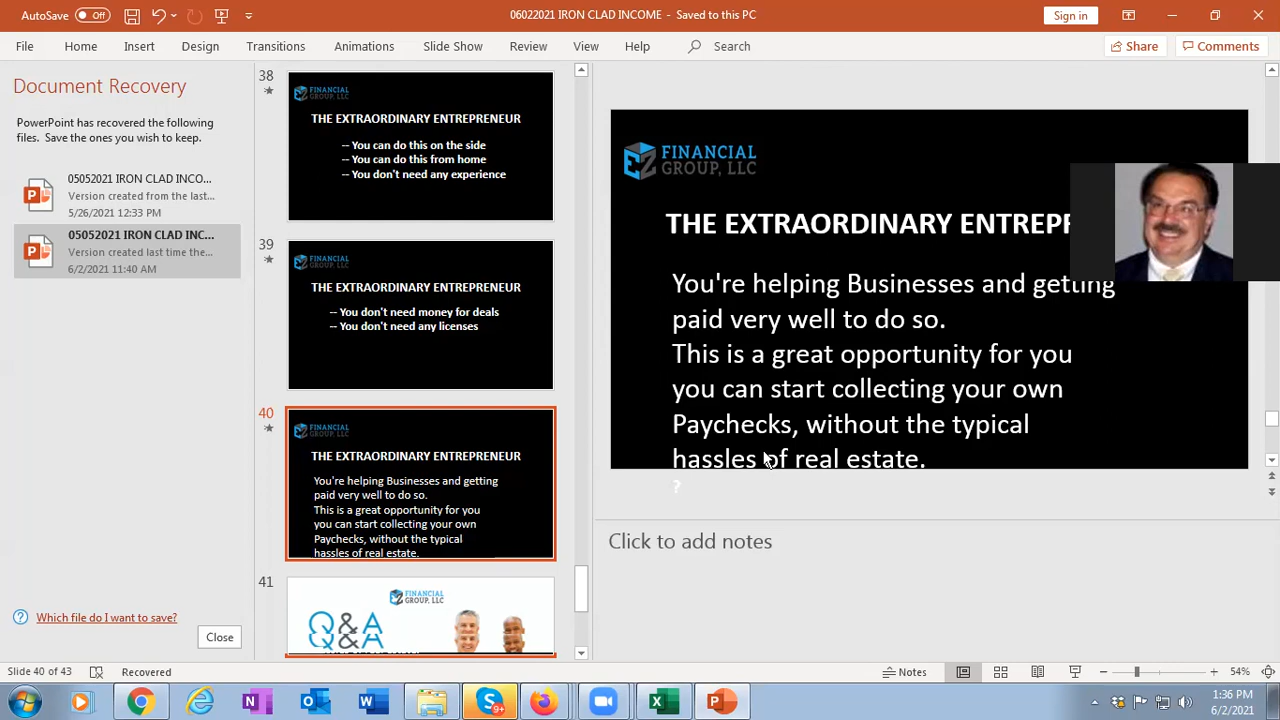 AutoSave Off
06022021 IRON CLAD INCOME - Saved to this PC
Sign in
File Home Insert Design Transitions Animations Slide Show Review View Help Search
Share Comments
Document Recovery
PowerPoint has recovered the following
files. Save the ones you wish to keep.
05052021 IRON CLAD INCO...
Version created from the last...
5/26/2021 12:33 PM
05052021 IRON CLAD INC...
Version created last time the...
6/2/2021 11:40 AM
Which file do I want to save?
Close
38
FINANCIAL
GROUP, LLC
THE EXTRAORDINARY ENTREPRENEUR
-- You can do this on the side
-- You can do this from home
-- You don't need any experience
39
FINANCIAL
GROUP, LLC
THE EXTRAORDINARY ENTREPRENEUR
-- You don't need money for deals
-- You don't need any licenses
40
FINANCIAL
GROUP, LLC
THE EXTRAORDINARY ENTREPRENEUR
You're helping Businesses and getting
paid very well to do so.
This is a great opportunity for you
you can start collecting your own
Paychecks, without the typical
hassles of real estate.
41
FINANCIAL
GROUP, LLC
Q&A
Q&A
EZ FINANCIAL
GROUP, LLC
THE EXTRAORDINARY ENTREPR
You're helping Businesses and getting
paid very well to do so.
This is a great opportunity for you
you can start collecting your own
Paychecks, without the typical
hassles of real estate.
?
Click to add notes
Slide 40 of 43 Recovered
Notes
54%
9+
1:36 PM
6/2/2021